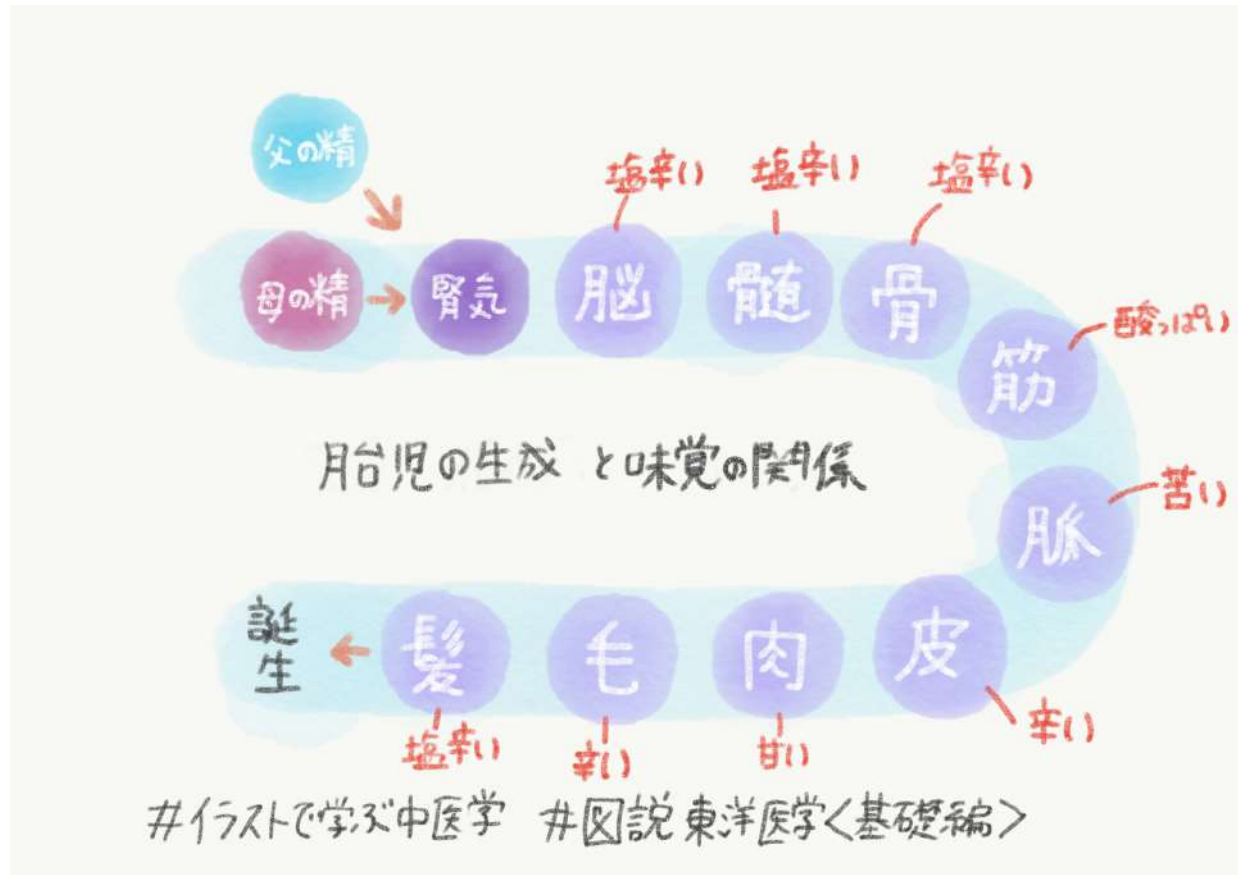 父の精
母の精
腎気
脳
塩辛い
髄
塩辛い
骨
塩辛い
筋
酸っぱい
脈
苦い
皮
辛い
肉
甘い
毛
辛い
髪
塩辛い
誕生
胎児の生成と味覚の関係
#イラストで学ぶ中医学 #図説東洋医学<基礎編>